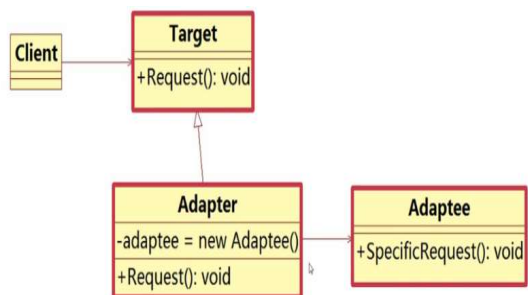 Client
Target
+Request(): void
Adapter
-adaptee = new Adaptee()
+Request(): void
Adaptee
+SpecificRequest(): void